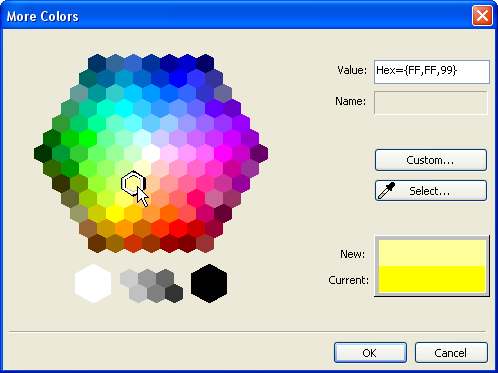 More Colors
Value: Hex={FF,FF,99}
Name:
Custom...
Select...
New:
Current:
OK Cancel